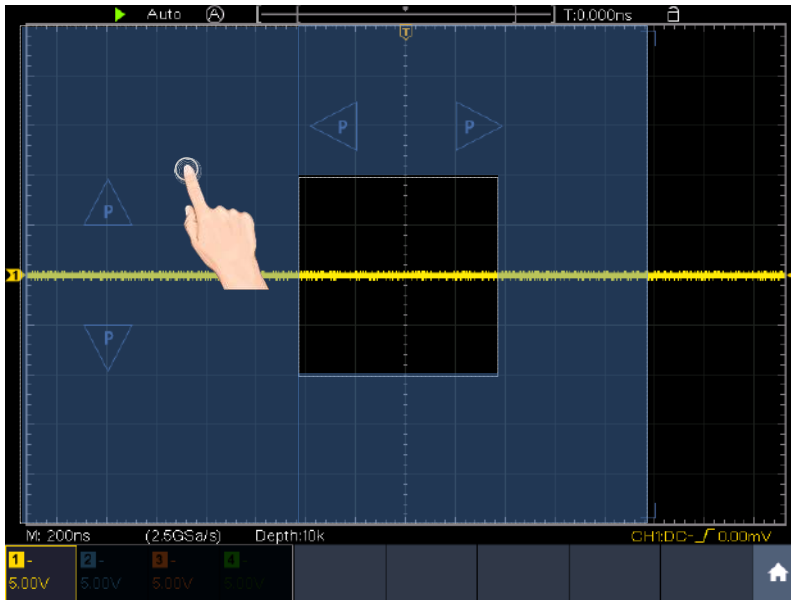 Auto A T T:0.000ns
P P
P
1
P
M: 200ns (2.5GSa/s) Depth:10k CH1:DC- 0.00mV
1 - 2 - 3 - 4 -
5.00V 5.00V 5.00V 5.00V